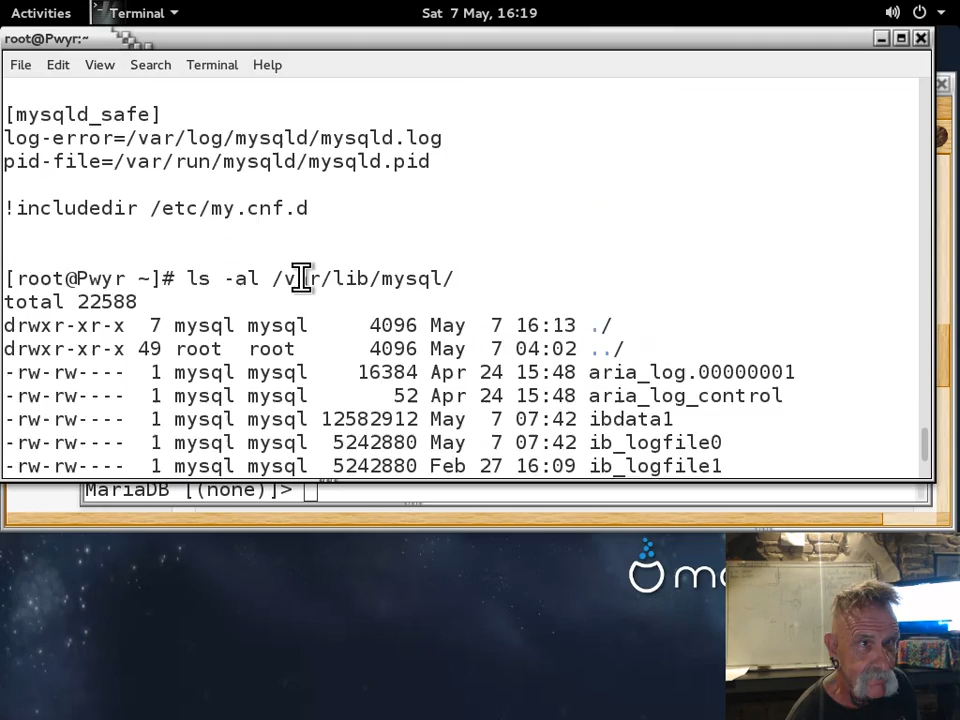 Activities Terminal Sat 7 May, 16:19
root@Pwyr:~
File Edit View Search Terminal Help
[mysqld_safe]
log-error=/var/log/mysqld/mysqld.log
pid-file=/var/run/mysqld/mysqld.pid
!includedir /etc/my.cnf.d
[root@Pwyr ~]# ls -al /var/lib/mysql/
total 22588
drwxr-xr-x 7 mysql mysql 4096 May 7 16:13 ./
drwxr-xr-x 49 root root 4096 May 7 04:02 ../
-rw-rw---- 1 mysql mysql 16384 Apr 24 15:48 aria_log.00000001
-rw-rw---- 1 mysql mysql 52 Apr 24 15:48 aria_log_control
-rw-rw---- 1 mysql mysql 12582912 May 7 07:42 ibdata1
-rw-rw---- 1 mysql mysql 5242880 May 7 07:42 ib_logfile0
-rw-rw---- 1 mysql mysql 5242880 Feb 27 16:09 ib_logfile1
MariaDB [(none)]>